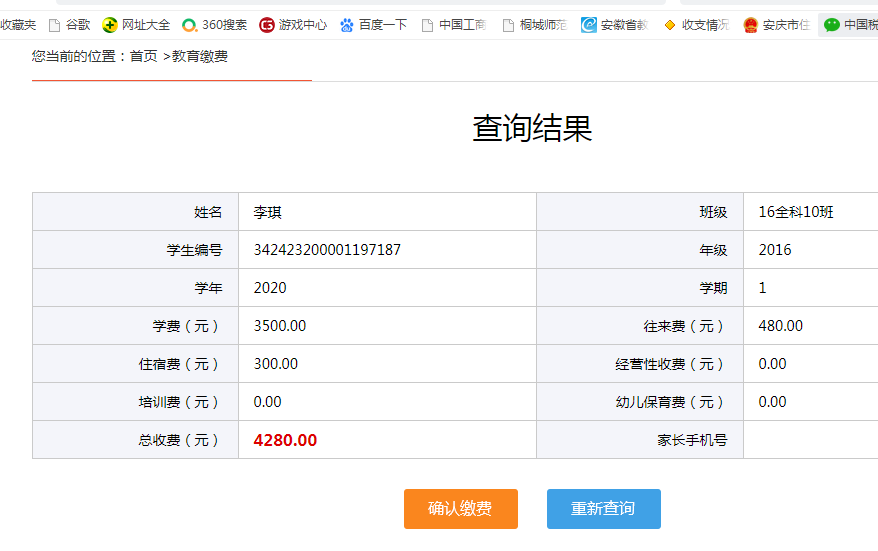 收藏夹 谷歌 网址大全 360搜索 游戏中心 百度一下 中国工商 桐城师范 安徽省教 收支情况 安庆市住 中国税
您当前的位置：首页 >教育缴费
查询结果
姓名 李琪 班级 16全科10班
学生编号 342423200001197187 年级 2016
学年 2020 学期 1
学费（元） 3500.00 往来费（元） 480.00
住宿费（元） 300.00 经营性收费（元） 0.00
培训费（元） 0.00 幼儿保育费（元） 0.00
总收费（元） 4280.00 家长手机号
确认缴费 重新查询